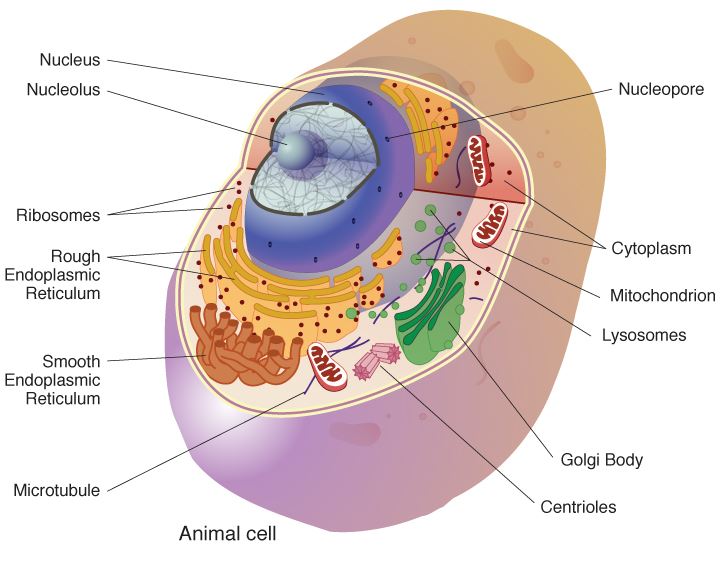 Nucleus
Nucleolus
Ribosomes
Rough
Endoplasmic
Reticulum
Smooth
Endoplasmic
Reticulum
Microtubule
Animal cell
Nucleopore
Cytoplasm
Mitochondrion
Lysosomes
Golgi Body
Centrioles